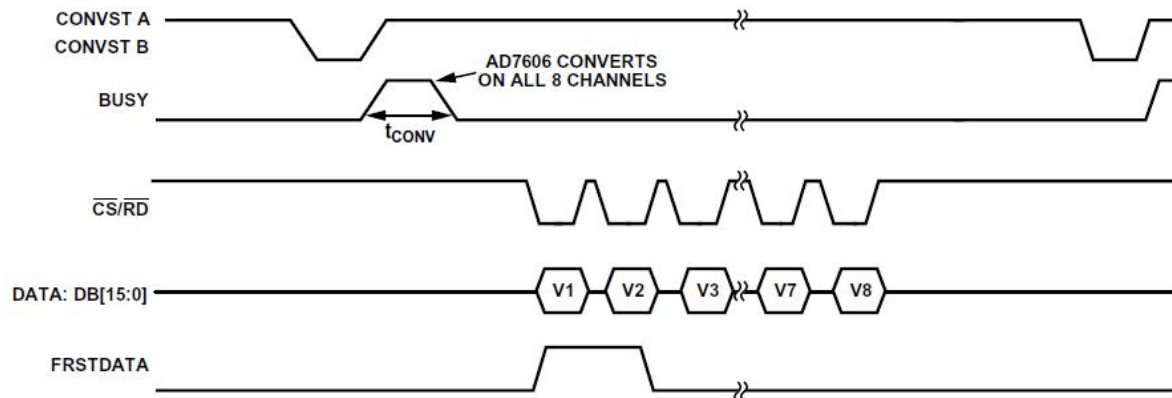 CONVST A
CONVST B
AD7606 CONVERTS
ON ALL 8 CHANNELS
BUSY
tCONV
CS/RD
DATA: DB[15:0]
V1 V2 V3 V7 V8
FRSTDATA